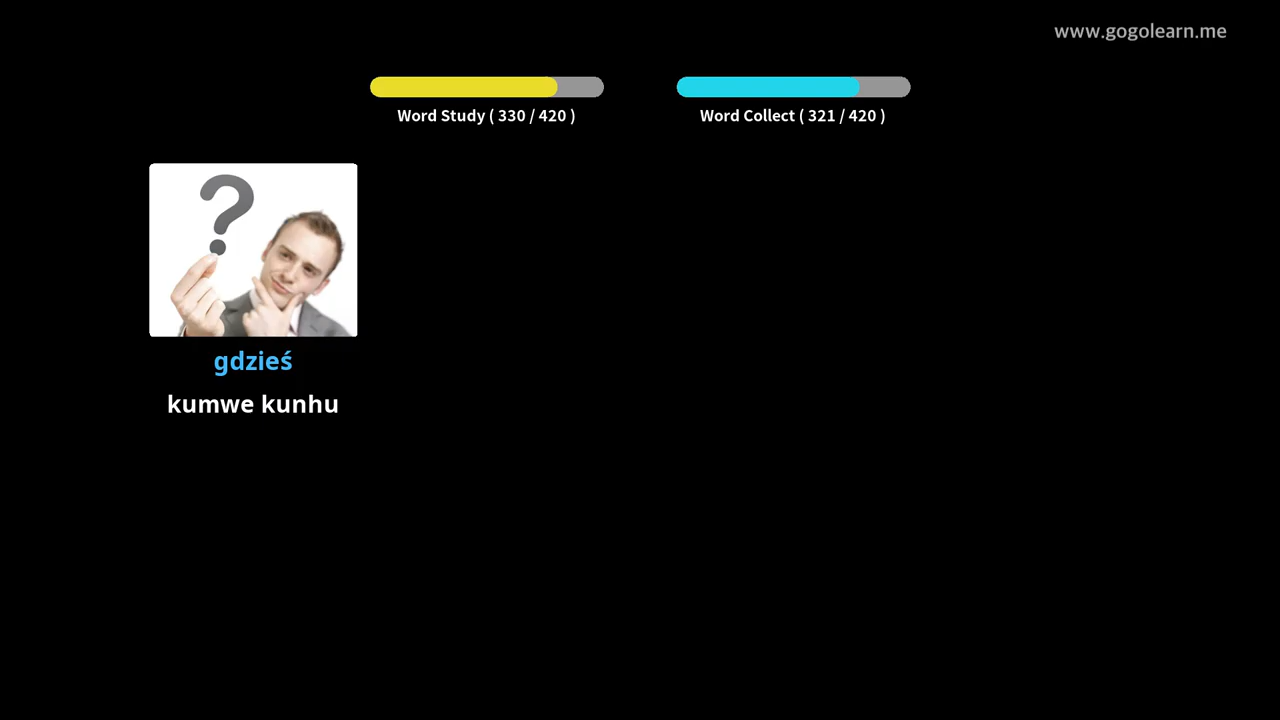 www.gogolearn.me
Word Study ( 330 / 420 )
Word Collect ( 321 / 420 )
?
gdzieś
kumwe kunhu